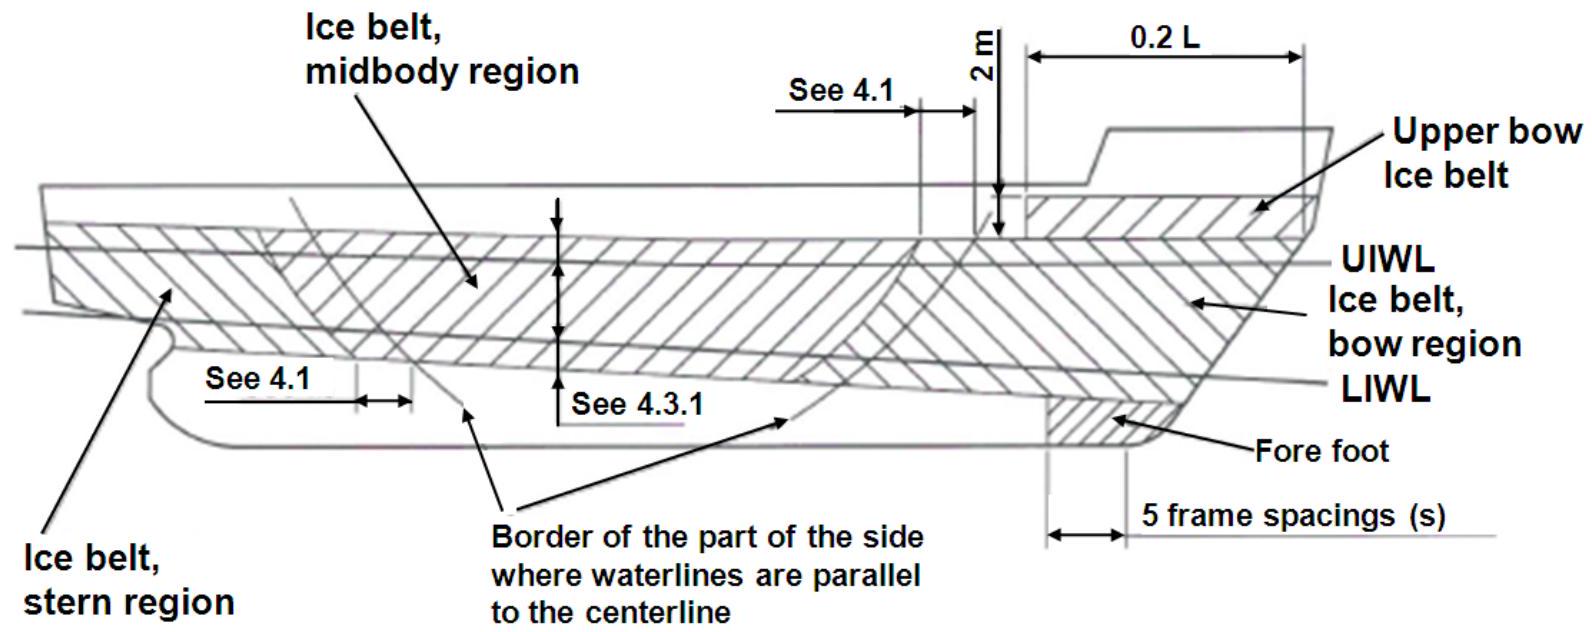 Ice belt,
midbody region
See 4.1
2 m
0.2 L
Upper bow
Ice belt
UIWL
Ice belt,
bow region
LIWL
See 4.1
See 4.3.1
Fore foot
5 frame spacings (s)
Border of the part of the side
where waterlines are parallel
to the centerline
Ice belt,
stern region